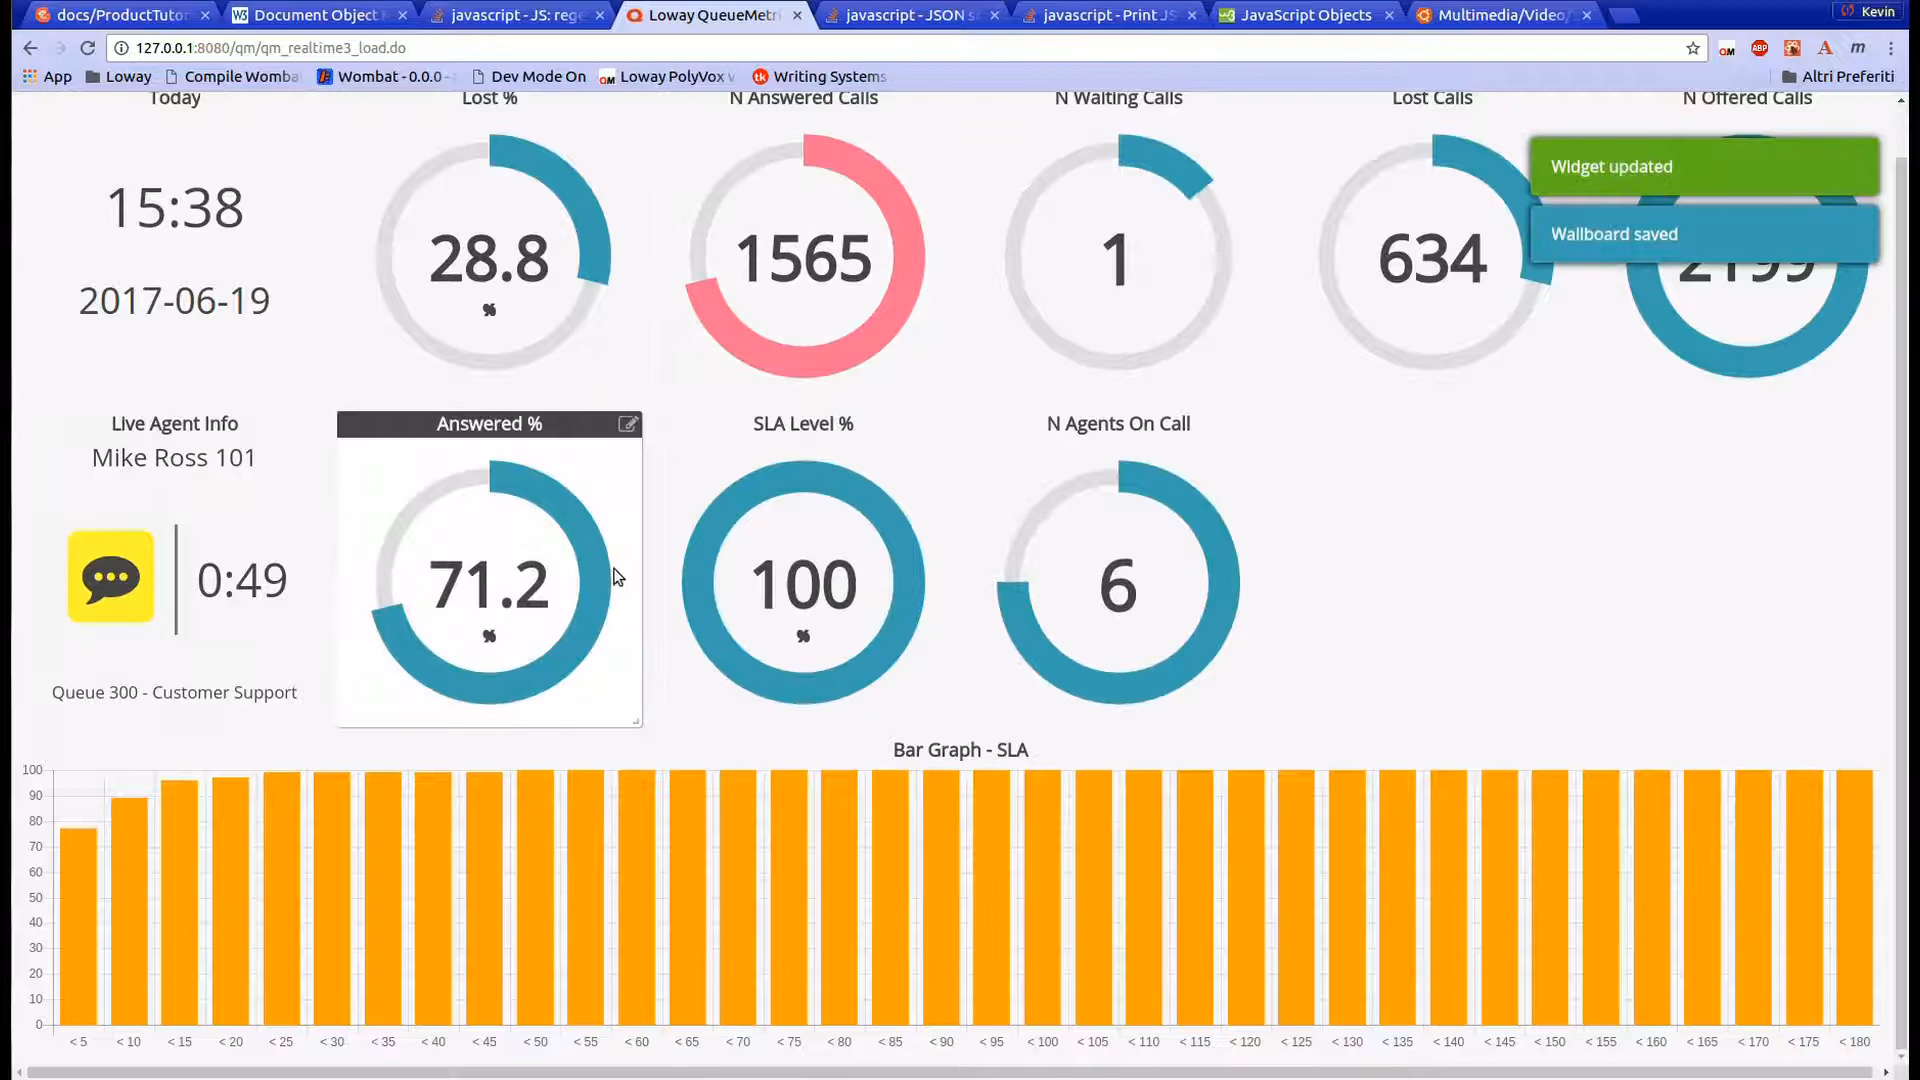 docs/ProductTutor
Document Object M
javascript - JS: rege
Loway QueueMetri
javascript - JSON s
javascript - Print JS
JavaScript Objects
Multimedia/Video/
Kevin
127.0.0.1:8080/qm/qm_realtime3_load.do
App
Loway
Compile Womba
Wombat - 0.0.0 -
Dev Mode On
Loway PolyVox v
Writing Systems
Altri Preferiti
Today
Lost %
N Answered Calls
N Waiting Calls
Lost Calls
N Offered Calls
Widget updated
Wallboard saved
15:38
2017-06-19
28.8
%
1565
1
634
2199
Live Agent Info
Mike Ross 101
Answered %
SLA Level %
N Agents On Call
0:49
71.2
%
100
%
6
Queue 300 - Customer Support
Bar Graph - SLA
100
90
80
70
60
50
40
30
20
10
0
< 5 < 10 < 15 < 20 < 25 < 30 < 35 < 40 < 45 < 50 < 55 < 60 < 65 < 70 < 75 < 80 < 85 < 90 < 95 < 100 < 105 < 110 < 115 < 120 < 125 < 130 < 135 < 140 < 145 < 150 < 155 < 160 < 165 < 170 < 175 < 180